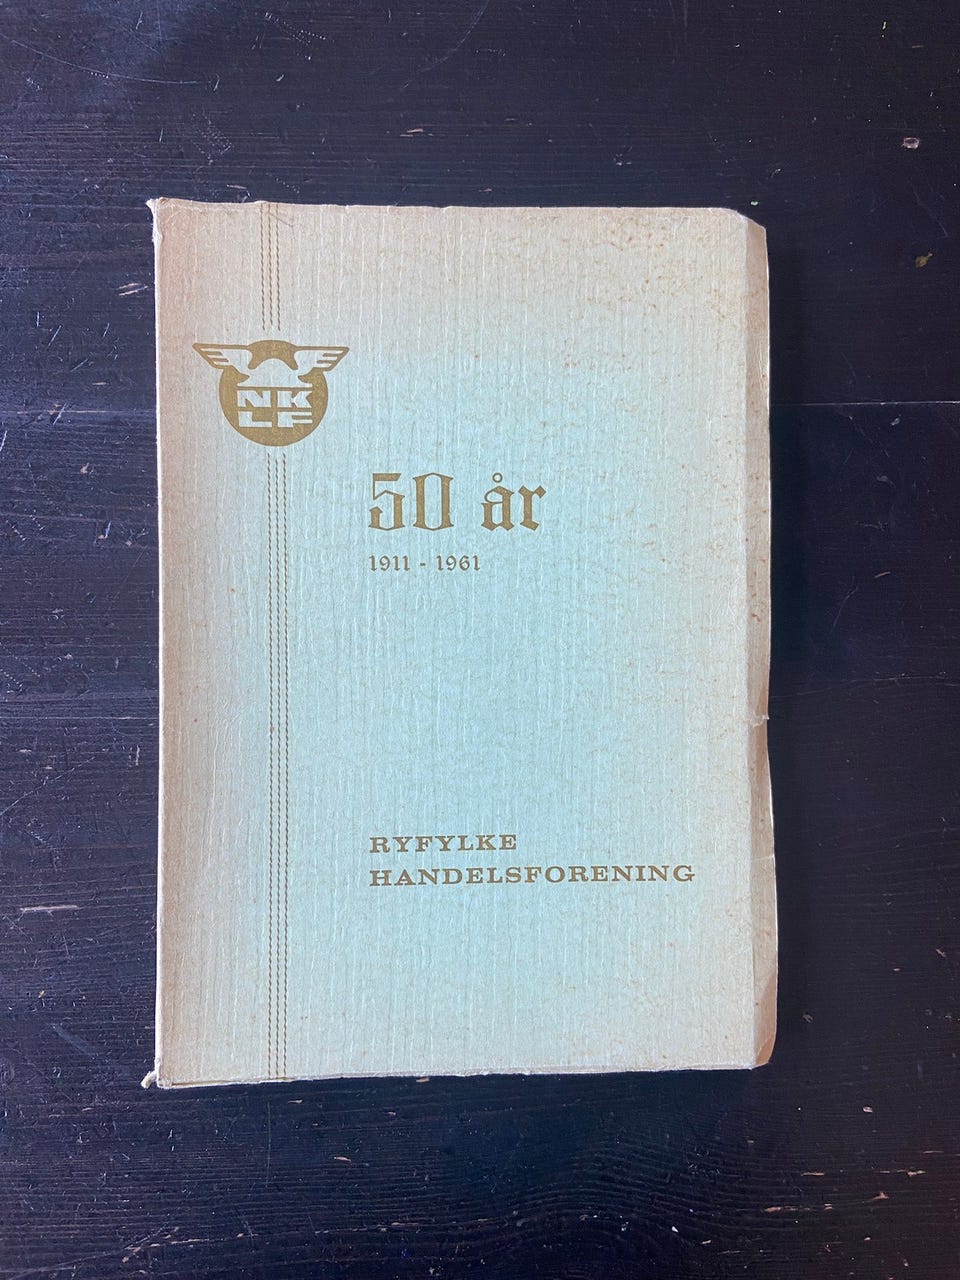 NK
LF
50 år
1911 - 1961
RYFYLKE
HANDELSFORENING